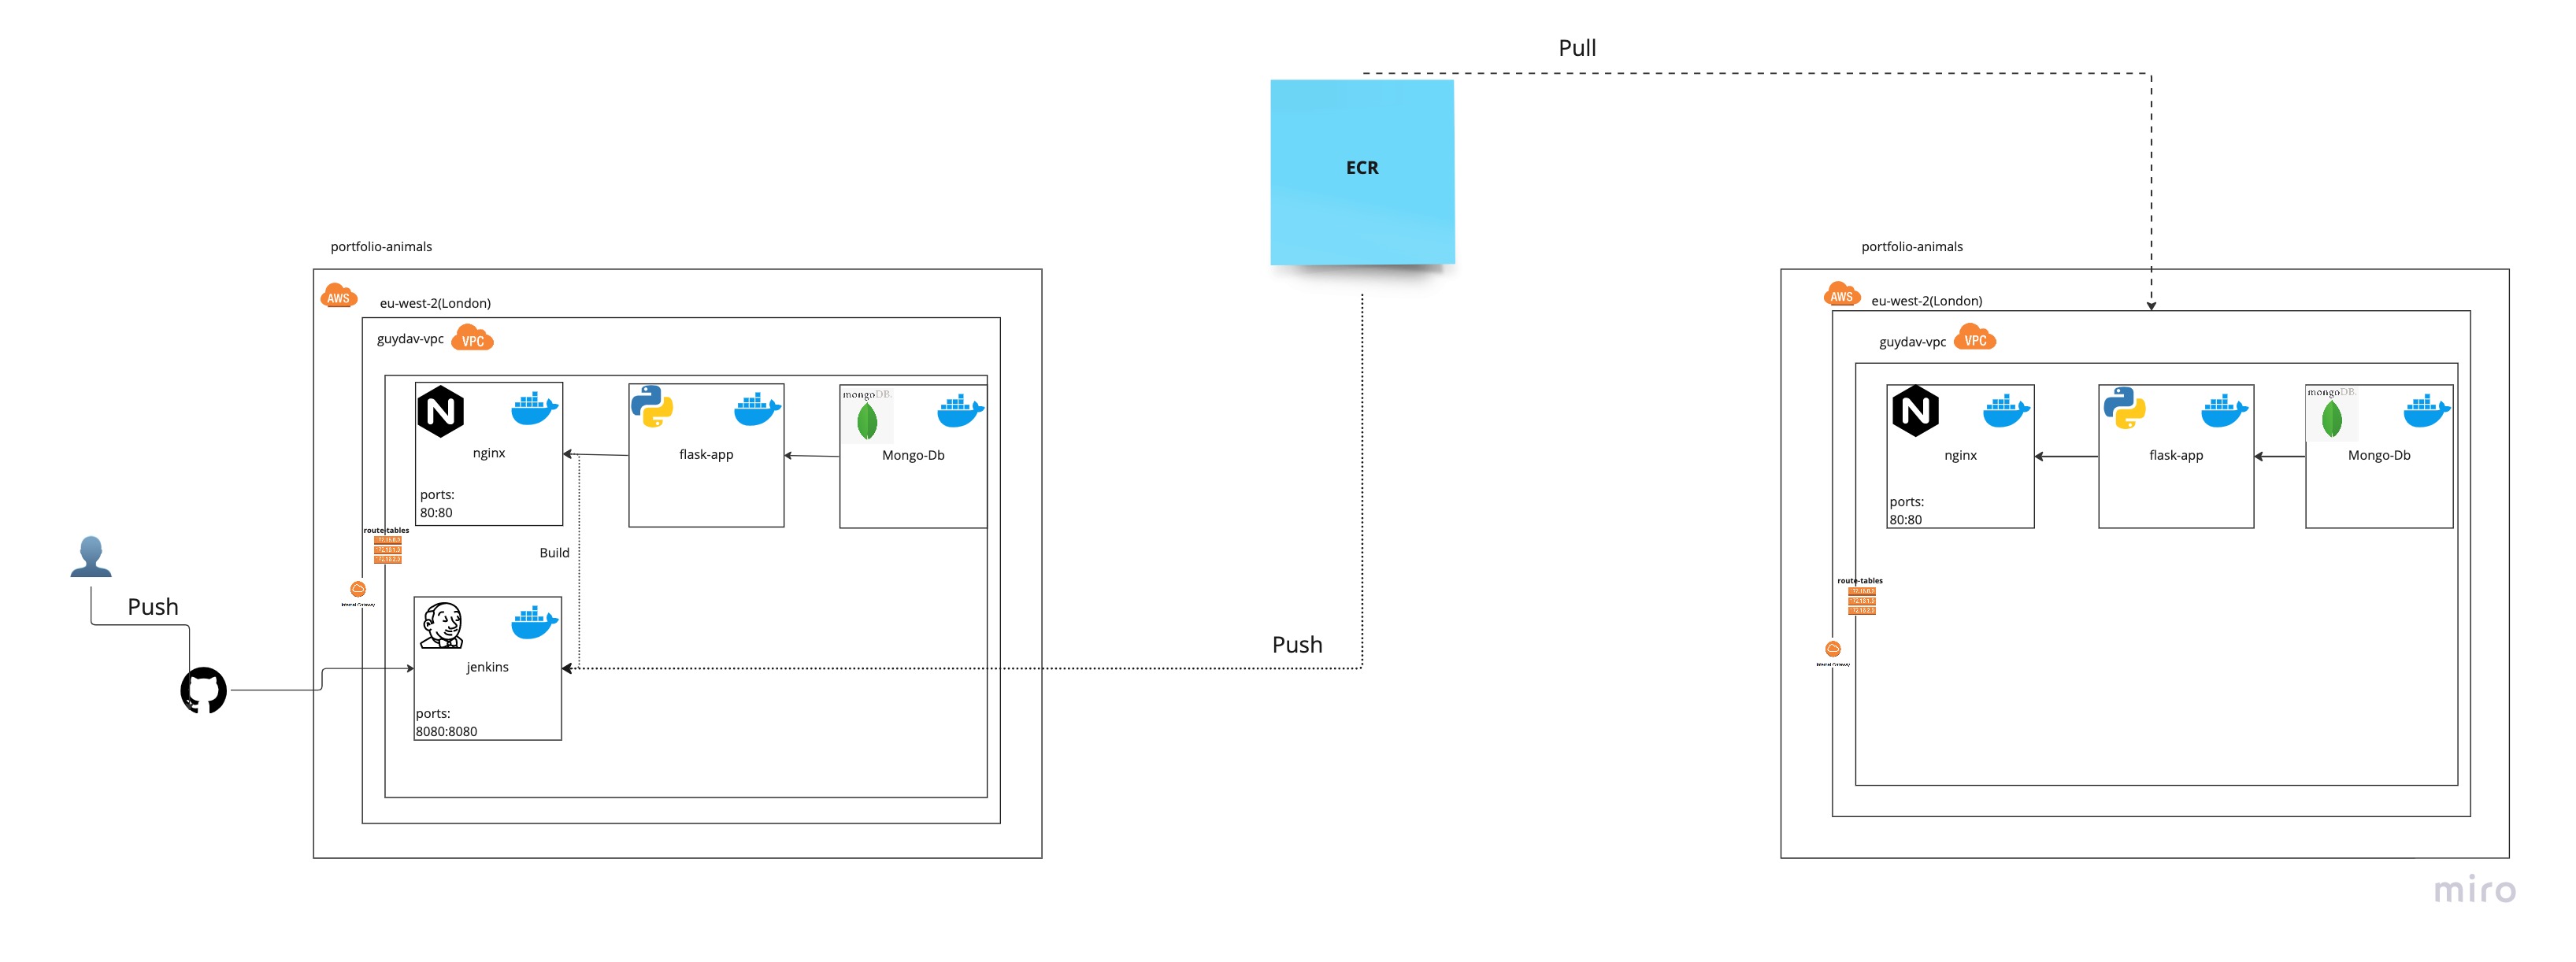 Pull
ECR
portfolio-animals
AWS
eu-west-2(London)
guydav-vpc
VPC
nginx
ports:
80:80
flask-app
mongoDB.
Mongo-Db
route-tables
Build
jenkins
ports:
8080:8080
Push
Push
portfolio-animals
AWS
eu-west-2(London)
guydav-vpc
VPC
nginx
ports:
80:80
flask-app
mongoDB.
Mongo-Db
route-tables
miro